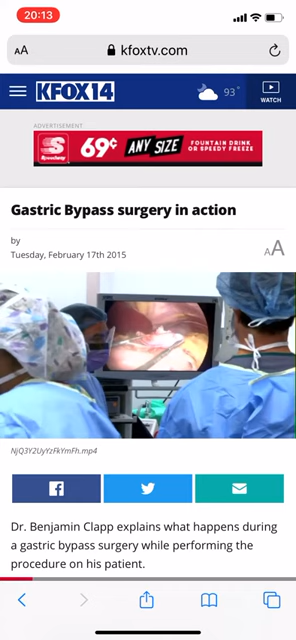 20:13
AA
kfoxtv.com
KFOX14
93°
WATCH
ADVERTISEMENT
Speedway
69¢
ANY SIZE
FOUNTAIN DRINK
OR SPEEDY FREEZE
Gastric Bypass surgery in action
by
Tuesday, February 17th 2015
AA
NjQ3Y2UyYzFkYmFh.mp4
Dr. Benjamin Clapp explains what happens during
a gastric bypass surgery while performing the
procedure on his patient.